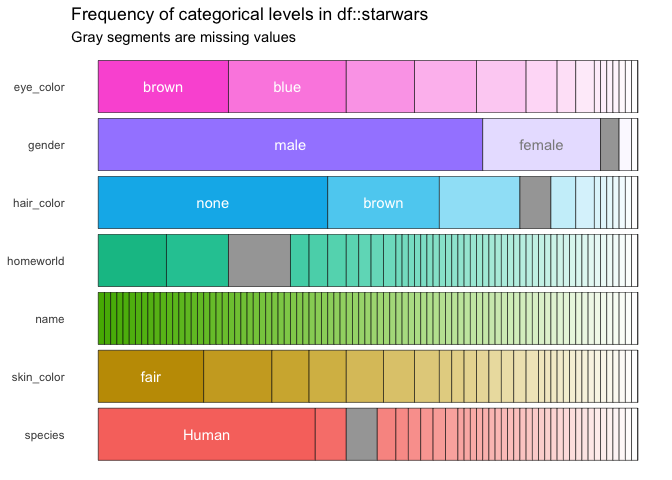 Frequency of categorical levels in df::starwars
Gray segments are missing values
eye_color
brown blue
gender
male female
hair_color
none brown
homeworld
name
skin_color
fair
species
Human